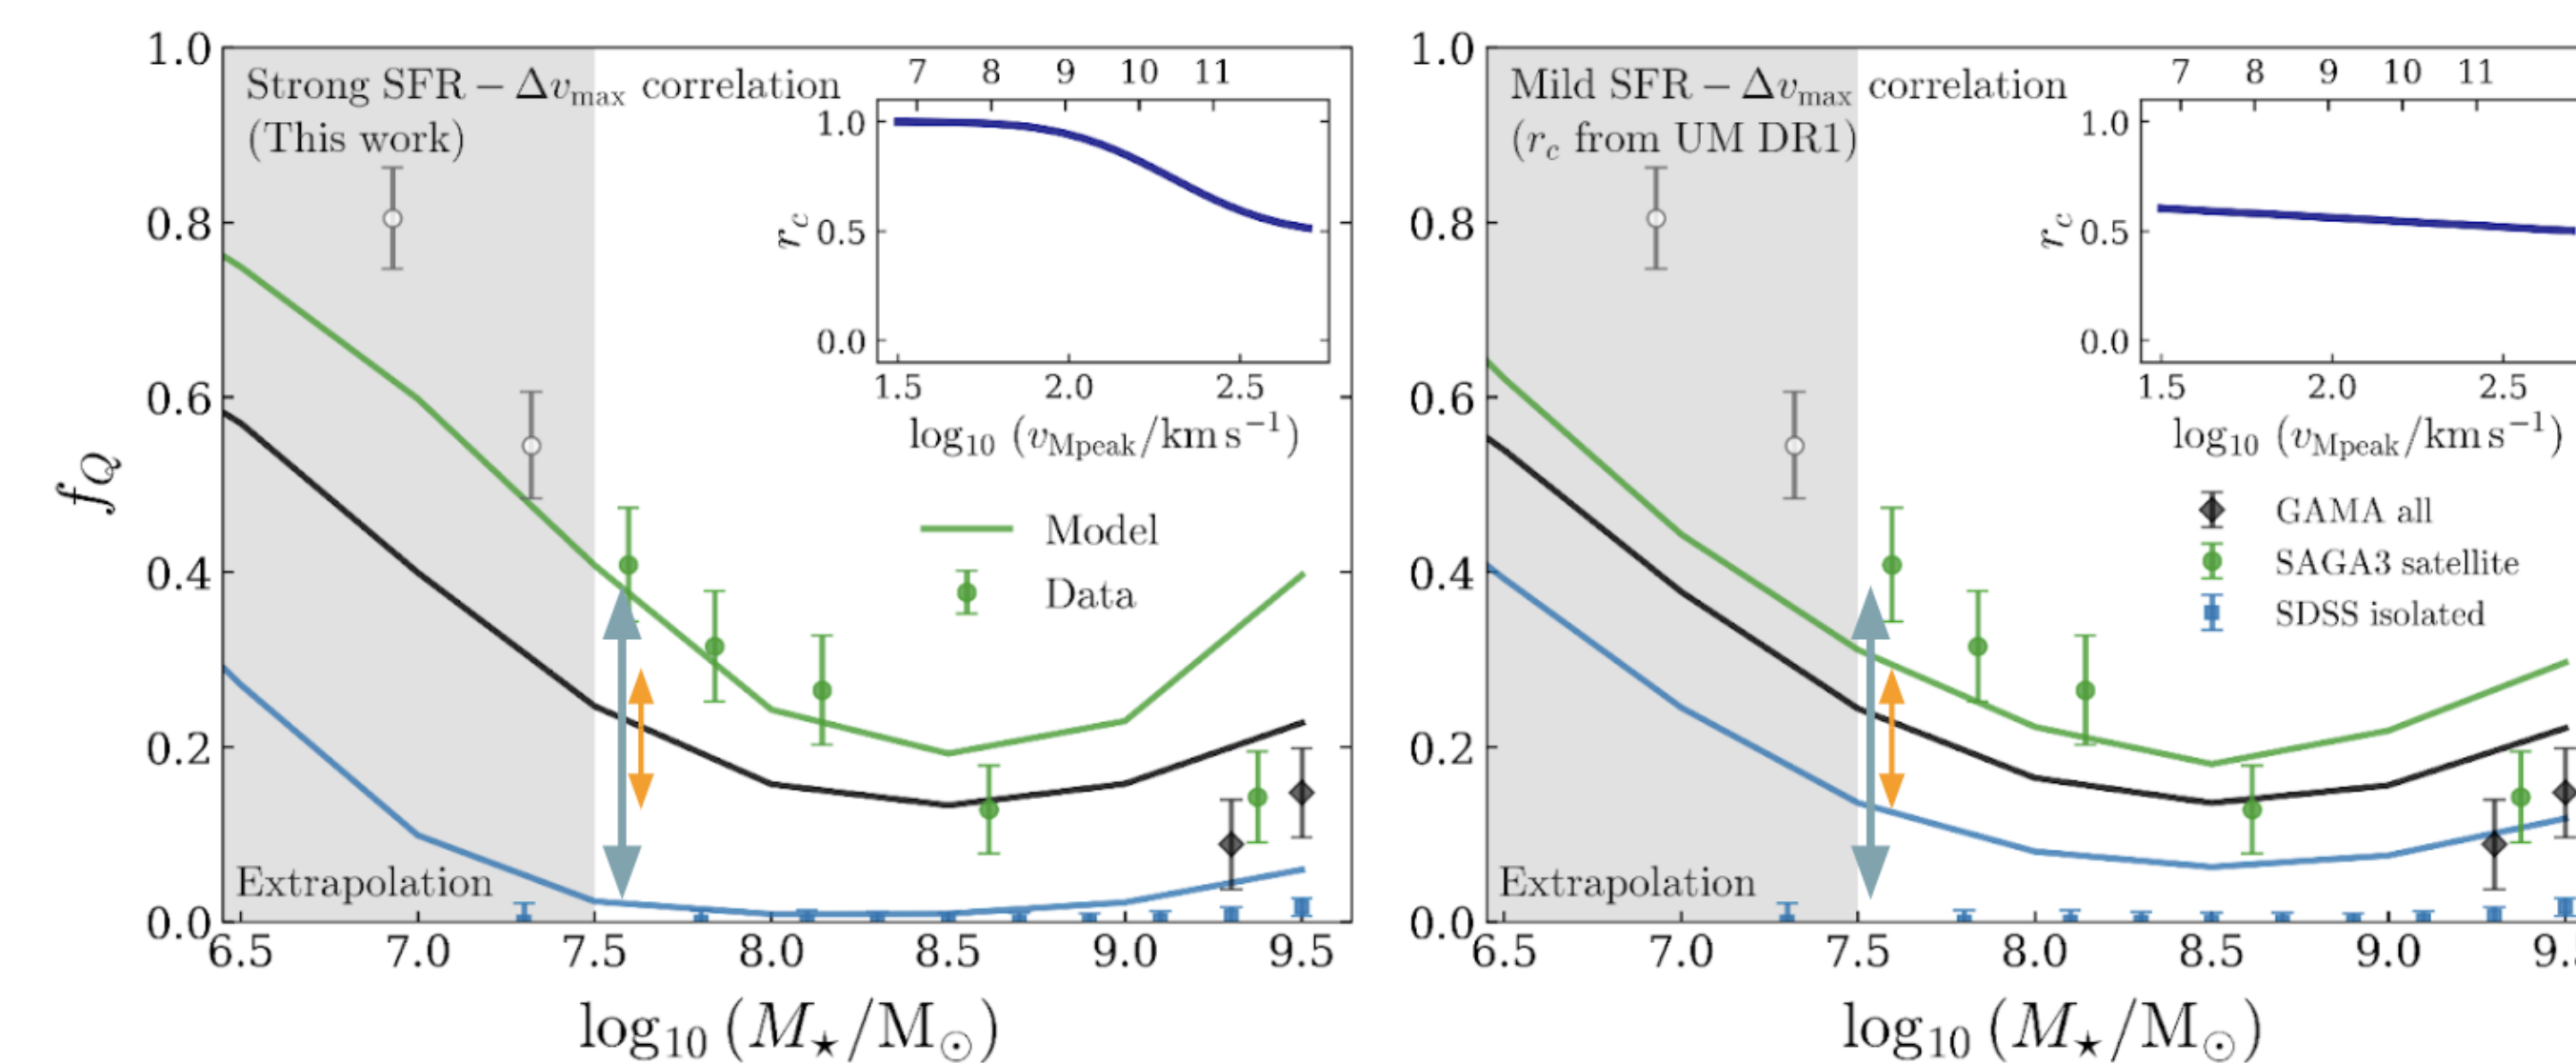 Strong SFR − Δv_max correlation
(This work)
7 8 9 10 11
1.0
0.5
0.0
r_c
1.5 2.0 2.5
log₁₀ (v_Mpeak/km s⁻¹)
Model
Data
Extrapolation
1.0
0.8
0.6
0.4
0.2
0.0
f_Q
6.5 7.0 7.5 8.0 8.5 9.0 9.5
log₁₀ (M_★/M_☉)
Mild SFR − Δv_max correlation
(r_c from UM DR1)
7 8 9 10 11
1.0
0.5
0.0
r_c
1.5 2.0 2.5
log₁₀ (v_Mpeak/km s⁻¹)
GAMA all
SAGA3 satellite
SDSS isolated
Extrapolation
1.0
0.8
0.6
0.4
0.2
0.0
6.5 7.0 7.5 8.0 8.5 9.0 9.
log₁₀ (M_★/M_☉)